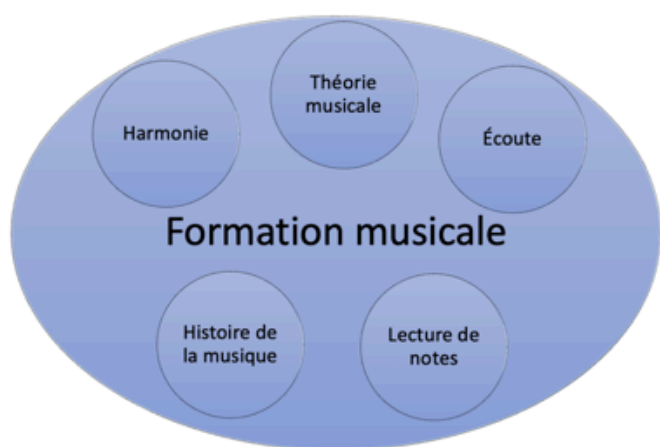 Théorie
musicale
Harmonie
Écoute
Formation musicale
Histoire de
la musique
Lecture de
notes